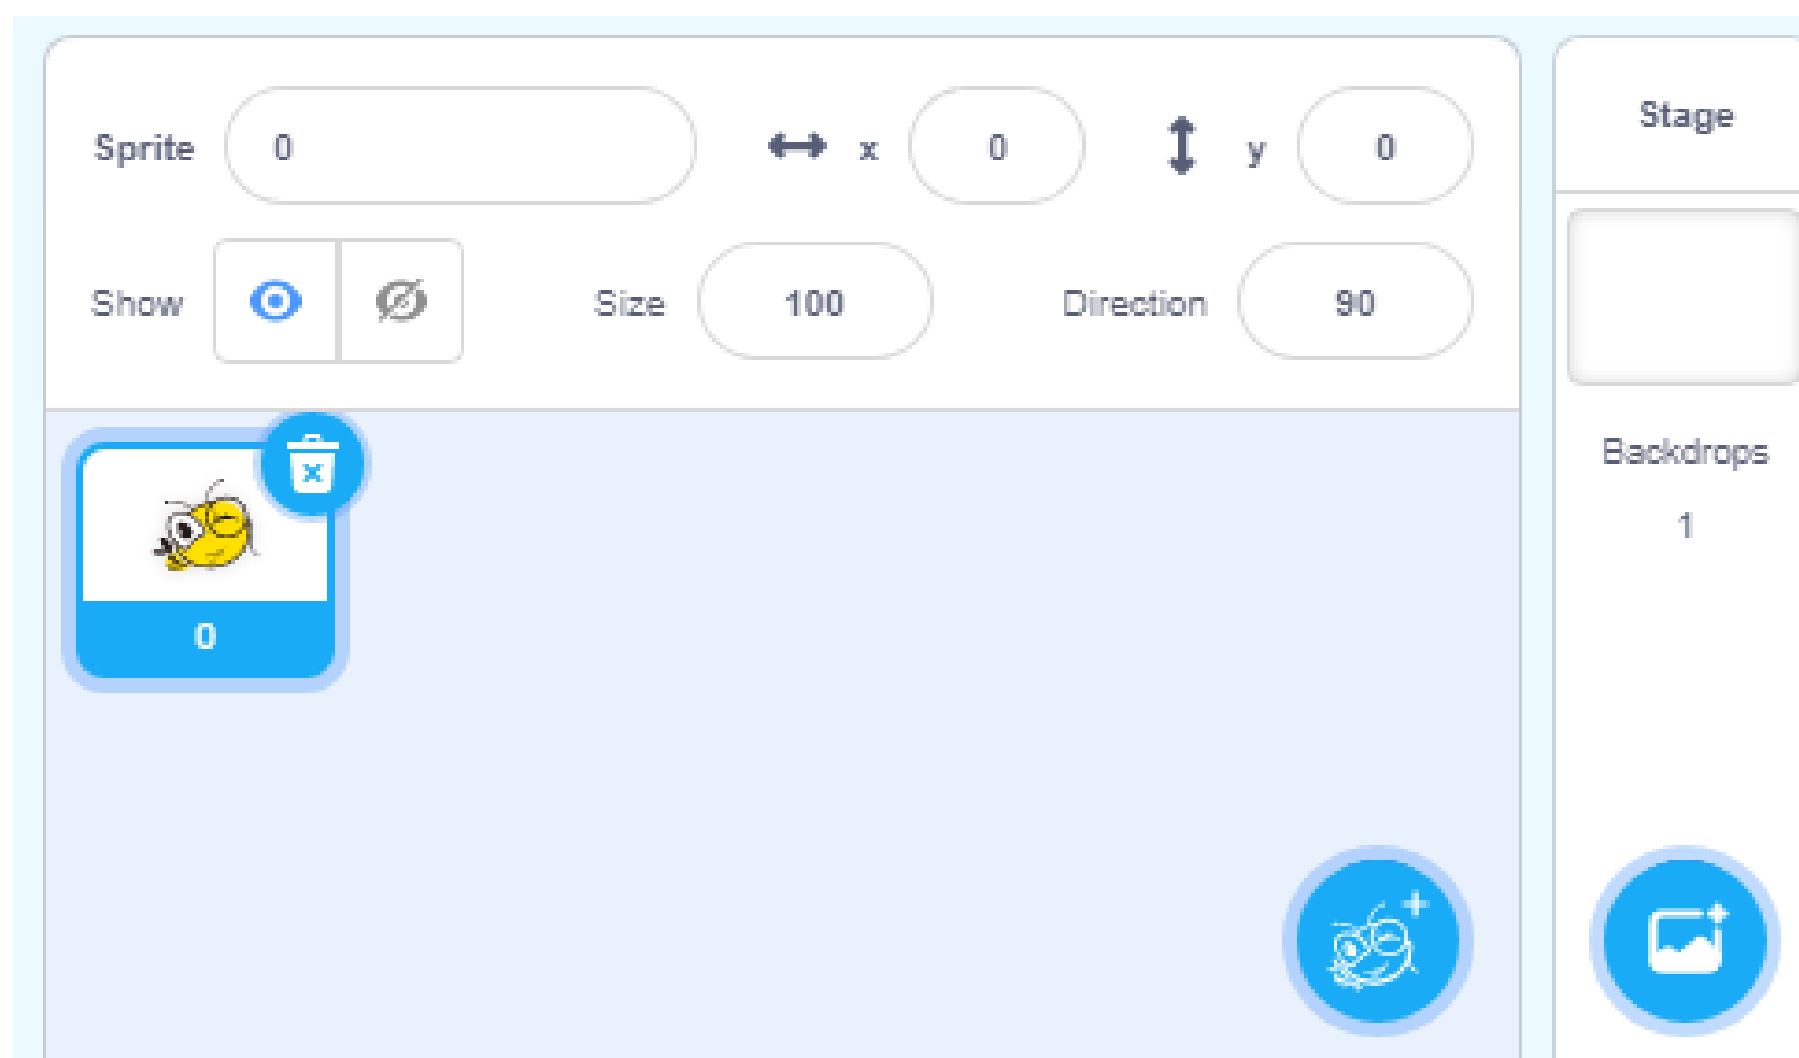 Sprite 0 x 0 y 0
Stage
Show Size 100 Direction 90
Backdrops
1
0